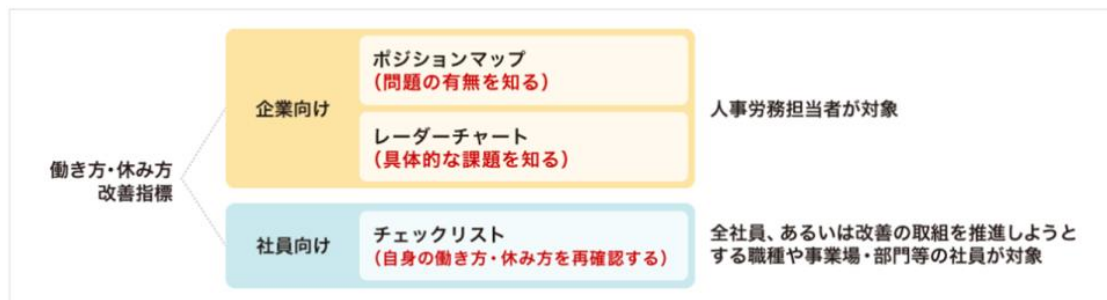 働き方・休み方
改善指標
企業向け
ポジションマップ
（問題の有無を知る）
レーダーチャート
（具体的な課題を知る）
人事労務担当者が対象
社員向け
チェックリスト
（自身の働き方・休み方を再確認する）
全社員、あるいは改善の取組を推進しようと
する職種や事業場・部門等の社員が対象